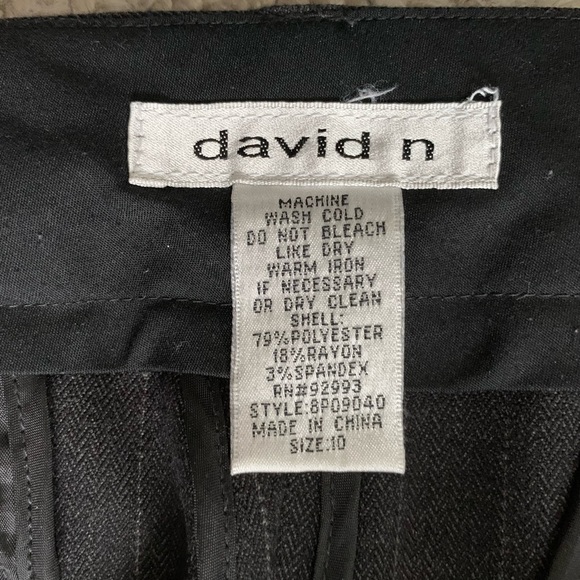 david n
MACHINE
WASH COLD
DO NOT BLEACH
LIKE DRY
WARM IRON
IF NECESSARY
OR DRY CLEAN
SHELL:
79%POLYESTER
18%RAYON
3%SPANDEX
RN#92993
STYLE:8P09040
MADE IN CHINA
SIZE:10